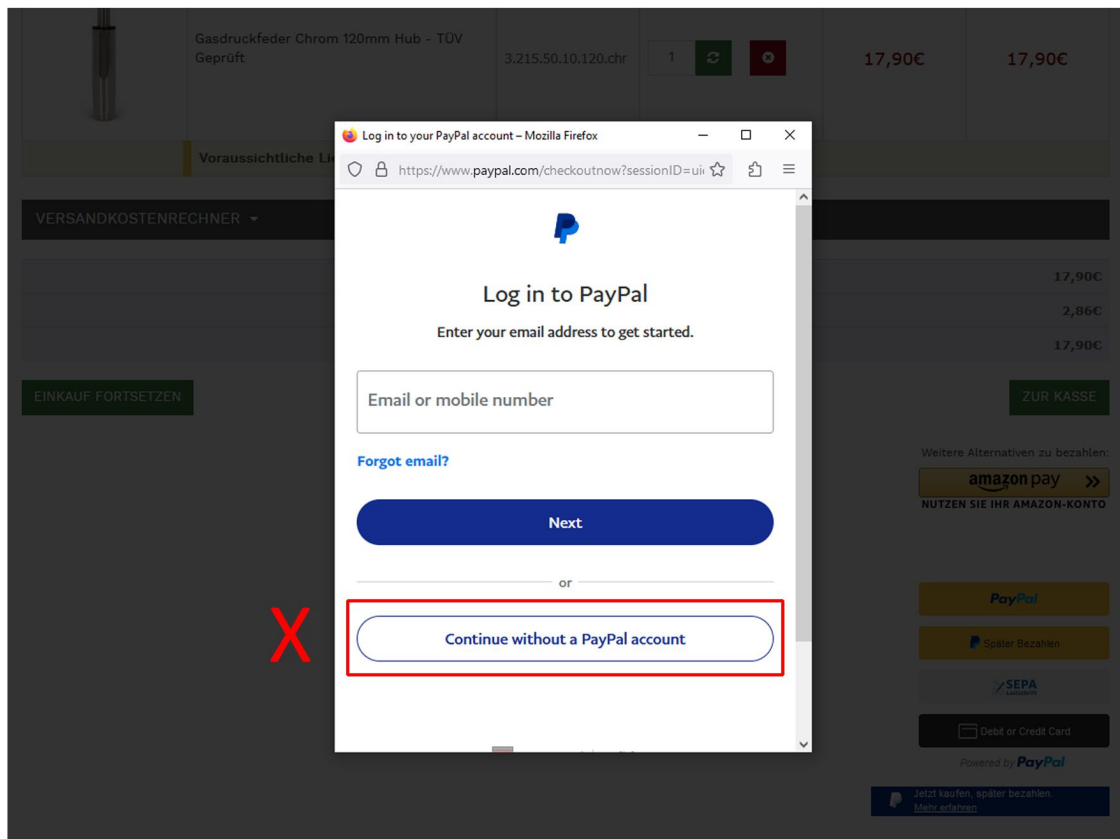 Gasdruckfeder Chrom 120mm Hub - TÜV
Geprüft
3.215.50.10.120.chr
1
17,90€
17,90€
Voraussichtliche
VERSANDKOSTENRECHNER
17,90€
2,86€
17,90€
EINKAUF FORTSETZEN
ZUR KASSE
Log in to your PayPal account – Mozilla Firefox
https://www.paypal.com/checkoutnow?sessionID=uid
Log in to PayPal
Enter your email address to get started.
Email or mobile number
Forgot email?
Next
or
X
Continue without a PayPal account
Weitere Alternativen zu bezahlen:
amazon pay
NUTZEN SIE IHR AMAZON-KONTO
PayPal
Später Bezahlen
SEPA
Lastschrift
Debit or Credit Card
Powered by PayPal
Jetzt kaufen, später bezahlen.
Mehr erfahren